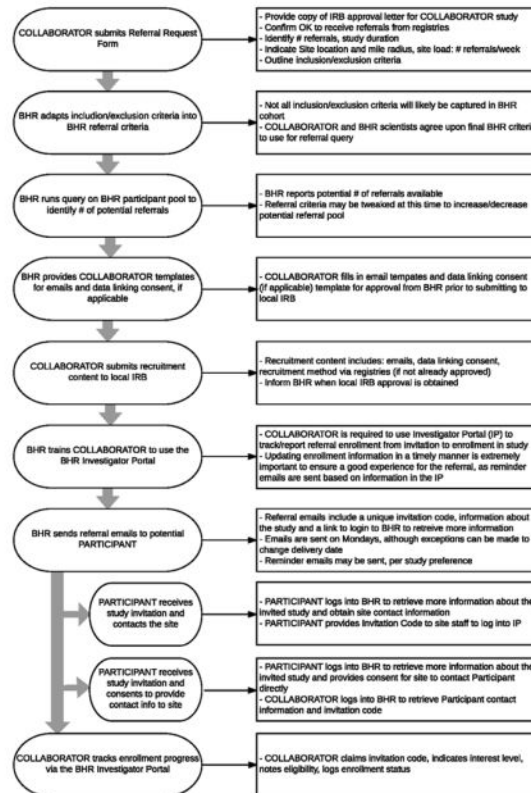 COLLABORATOR submits Referral Request
Form
- Provide copy of IRB approval letter for COLLABORATOR study
- Confirm OK to receive referrals from registries
- Identify # referrals, study duration
- Indicate Site location and mile radius, site load: # referrals/week
- Outline inclusion/exclusion criteria
BHR adapts includion/exclusion criteria into
BHR referral criteria
- Not all inclusion/exclusion criteria will likely be captured in BHR
cohort
- COLLABORATOR and BHR scientists agree upon final BHR criteri
to use for referral query
BHR runs query on BHR participant pool to
identify # of potential referrals
- BHR reports potential # of referrals available
- Referral criteria may be tweaked at this time to increase/decrease
potential referral pool
BHR provides COLLABORATOR templates
for emails and data linking consent, if
applicable
- COLLABORATOR fills in email tempates and data linking consent
(if applicable) template for approval from BHR prior to submitting to
local IRB
COLLABORATOR submits recruitment
content to local IRB
- Recruitment content includes: emails, data linking consent,
recruitment method via registries (if not already approved)
- Inform BHR when local IRB approval is obtained
BHR trains COLLABORATOR to use the
BHR Investigator Portal
- COLLABORATOR is required to use Investigator Portal (IP) to
track/report referral enrollment from invitation to enrollment in study
- Updating enrollment information in a timely manner is extremely
important to ensure a good experience for the referral, as reminder
emails are sent based on information in the IP
BHR sends referral emails to potential
PARTICIPANT
- Referral emails include a unique invitation code, information about
the study and a link to login to BHR to retreive more information
- Emails are sent on Mondays, although exceptions can be made to
change delivery date
- Reminder emails may be sent, per study preference
PARTICIPANT receives
study invitation and
contacts the site
- PARTICIPANT logs into BHR to retrieve more information about the
invited study and obtain site contact information
- PARTICIPANT provides Invitation Code to site staff to log into IP
PARTICIPANT receives
study invitation and
consents to provide
contact info to site
- PARTICIPANT logs into BHR to retrieve more information about the
invited study and provides consent for site to contact Participant
directly
- COLLABORATOR logs into BHR to retrieve Participant contact
information and invitation code
COLLABORATOR tracks enrollment progress
via the BHR Investigator Portal
- COLLABORATOR claims invitation code, indicates interest level,
notes eligibility, logs enrollment status